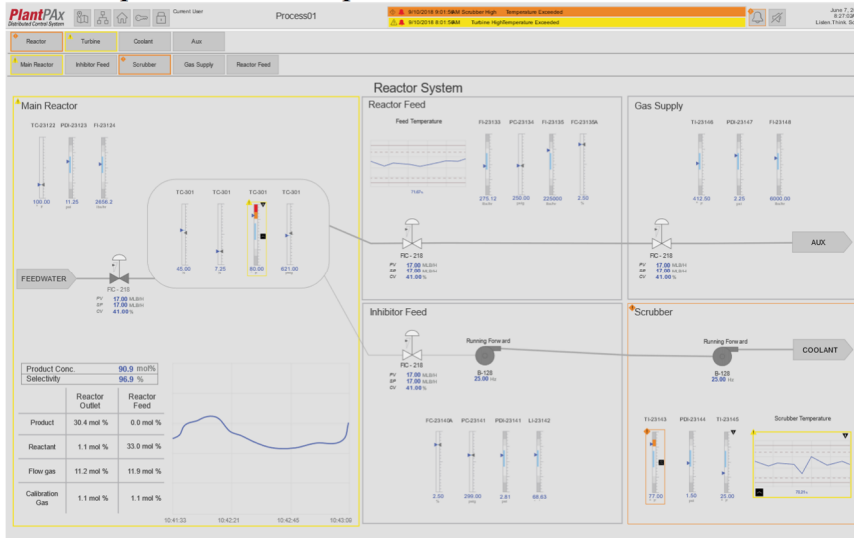 PlantPAx
Distributed Control System
Current User
Process01
9/10/2018 9:01:58AM Scrubber High Temperature Exceeded
9/10/2018 8:01:58AM Turbine HighTemperature Exceeded
June 7, 2
8:27:02
Listen.Think.So
Reactor Turbine Coolant Aux
Main Reactor Inhibitor Feed Scrubber Gas Supply Reactor Feed
Reactor System
Main Reactor
TC-23122 PDI-23123 FI-23124
100.00 11.25 2656.2
TC-301 TC-301 TC-301 TC-301
45.00 7.25 80.00 621.00
FEEDWATER
FIC - 218
PV 17.00 MLB/H
SP 17.00 MLB/H
CV 41.00%
Product Conc. 90.9 mol%
Selectivity 96.9 %
Reactor Outlet Reactor Feed
Product 30.4 mol % 0.0 mol %
Reactant 1.1 mol % 33.0 mol %
Flow gas 11.2 mol % 11.9 mol %
Calibration Gas 1.1 mol % 1.1 mol %
10:41:33 10:42:21 10:42:45 10:43:09
Reactor Feed
Feed Temperature
FI-23133 PC-23134 FI-23135 FC-23135A
275.12 250.00 225000 2.50
FIC - 218
PV 17.00 MLB/H
17.00 MLB/H
CV 41.00%
Gas Supply
TI-23146 PDI-23147 FI-23148
412.50 2.25 6000.00
FIC - 218
PV 17.00 MLB/H
17.00 MLB/H
CV 41.00%
AUX
Inhibitor Feed
Running Forward
FIC - 218
PV 17.00 MLB/H
SP 17.00 MLB/H
CV 41.00%
B-128
25.00 Hz
FC-23140A PC-23141 PDI-23141 LI-23142
2.50 299.00 2.81 68.63
Scrubber
Running Forward
B-128
25.00 Hz
COOLANT
TI-23143 PDI-23144 TI-23145
Scrubber Temperature
77.00 1.50 25.00